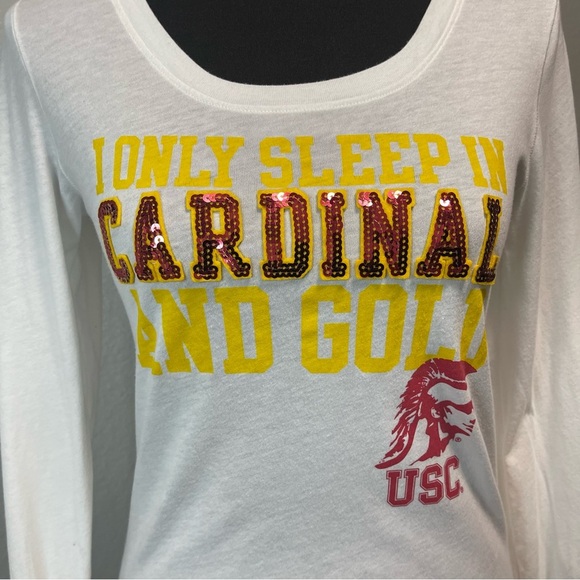 I ONLY SLEEP IN
CARDINAL
AND GOLD
USC